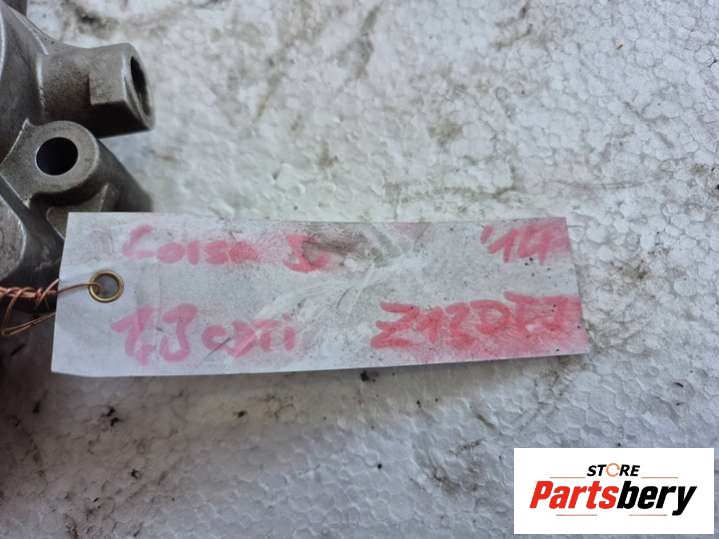 Corsa '14
1.3 CDTI Z13DTJ
STORE
Partsbery